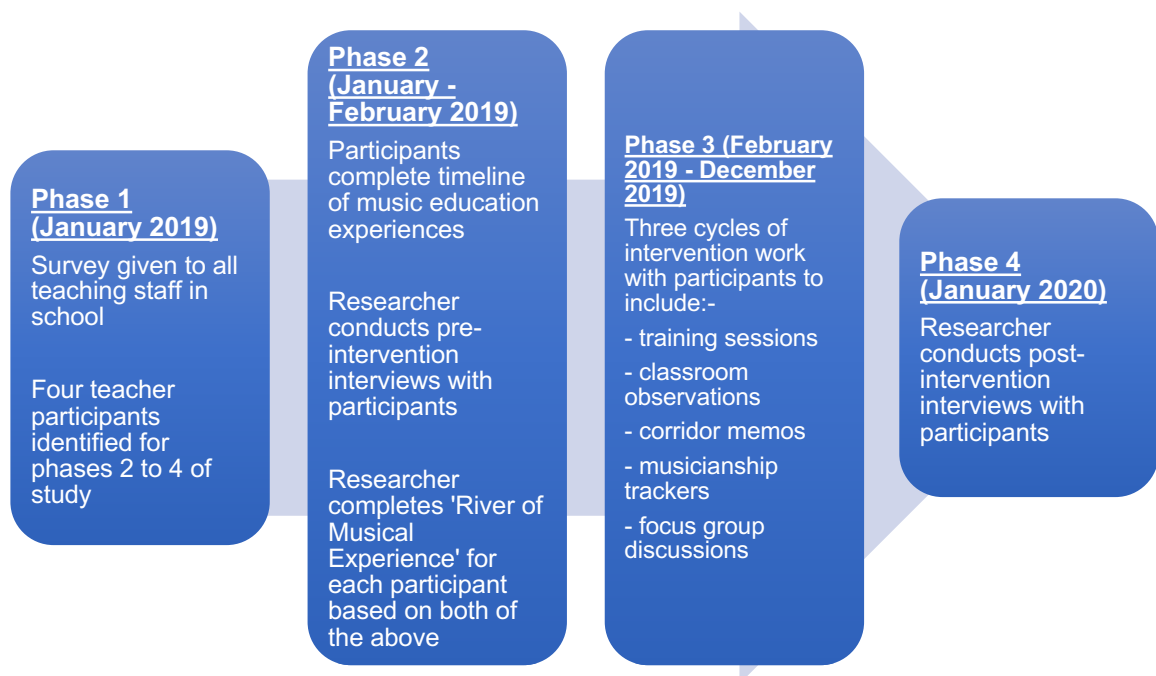 Phase 1
(January 2019)
Survey given to all
teaching staff in
school
Four teacher
participants
identified for
phases 2 to 4 of
study
Phase 2
(January -
February 2019)
Participants
complete timeline
of music education
experiences
Researcher
conducts pre-
intervention
interviews with
participants
Researcher
completes 'River of
Musical
Experience' for
each participant
based on both of
the above
Phase 3 (February
2019 - December
2019)
Three cycles of
intervention work
with participants to
include:-
- training sessions
- classroom
observations
- corridor memos
- musicianship
trackers
- focus group
discussions
Phase 4
(January 2020)
Researcher
conducts post-
intervention
interviews with
participants